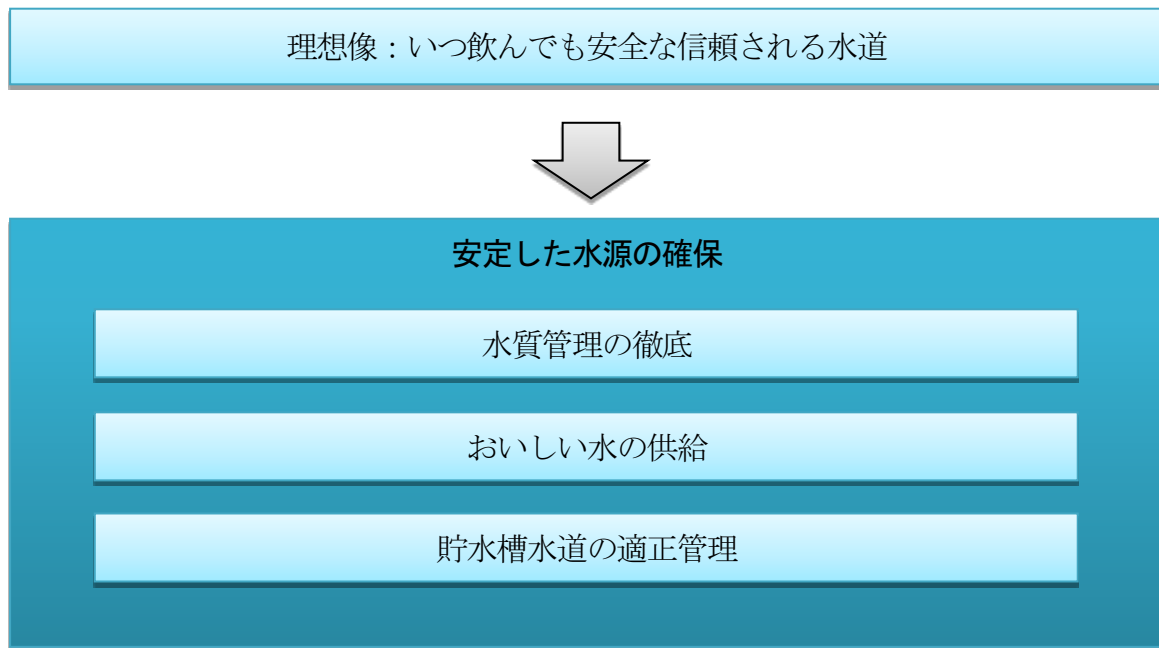 理想像：いつ飲んでも安全な信頼される水道
安定した水源の確保
水質管理の徹底
おいしい水の供給
貯水槽水道の適正管理